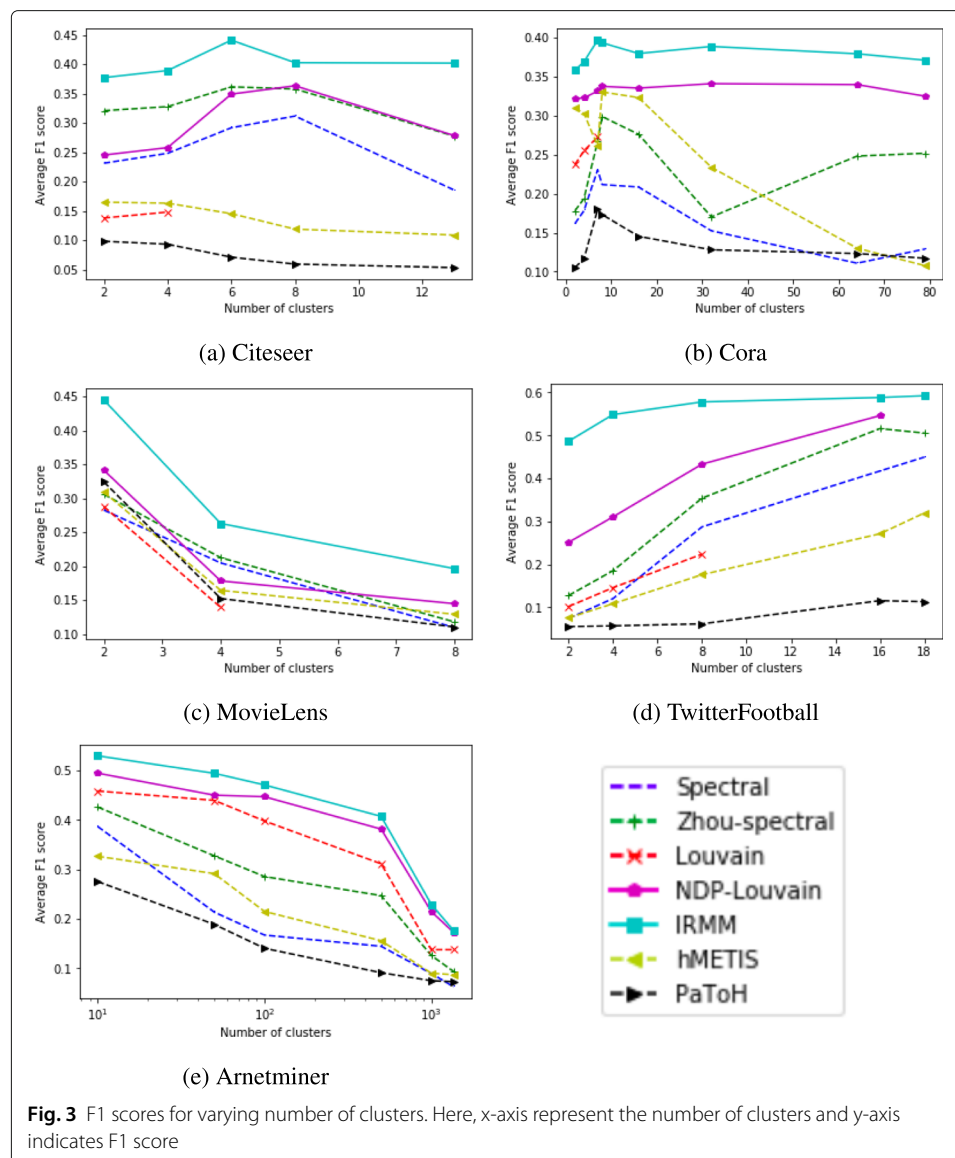 0.45
0.40
0.35
0.30
0.25
0.20
0.15
0.10
0.05
Average F1 score
2 4 6 8 10 12
Number of clusters
(a) Citeseer
0.40
0.35
0.30
0.25
0.20
0.15
0.10
Average F1 score
0 10 20 30 40 50 60 70 80
Number of clusters
(b) Cora
0.45
0.40
0.35
0.30
0.25
0.20
0.15
0.10
Average F1 score
2 3 4 5 6 7 8
Number of clusters
(c) MovieLens
0.6
0.5
0.4
0.3
0.2
0.1
Average F1 score
2 4 6 8 10 12 14 16 18
Number of clusters
(d) TwitterFootball
0.5
0.4
0.3
0.2
0.1
Average F1 score
10¹ 10² 10³
Number of clusters
(e) Arnetminer
Spectral
Zhou-spectral
Louvain
NDP-Louvain
IRMM
hMETIS
PaToH
Fig. 3 F1 scores for varying number of clusters. Here, x-axis represent the number of clusters and y-axis
indicates F1 score